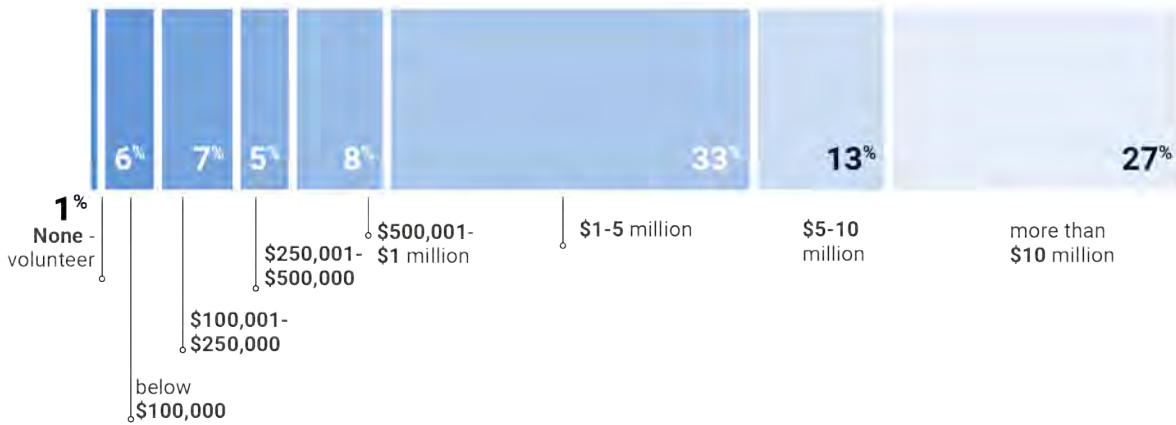 6%
7%
5%
8%
33%
13%
27%
1%
None -
volunteer
below
$100,000
$100,001-
$250,000
$250,001-
$500,000
$500,001-
$1 million
$1-5 million
$5-10
million
more than
$10 million